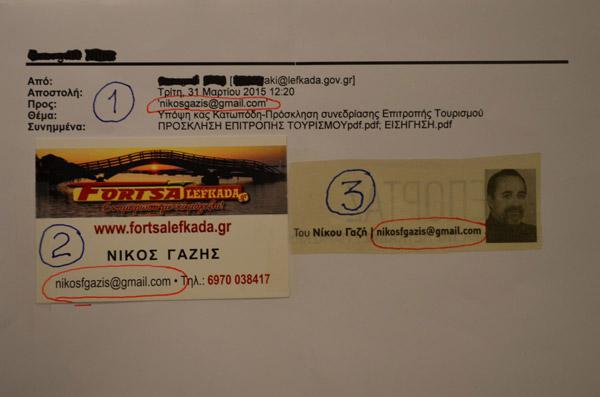 Από: aki@lefkada.gov.gr]
Αποστολή: Τρίτη, 31 Μαρτίου 2015 12:20
Προς: 'nikosgazis@gmail.com'
Θέμα: Υπόψη κας Κατωπόδη-Πρόσκληση συνεδρίασης Επιτροπής Τουρισμού
Συνημμένα: ΠΡΟΣΚΛΗΣΗ ΕΠΙΤΡΟΠΗΣ ΤΟΥΡΙΣΜΟΥpdf.pdf; ΕΙΣΗΓΗΣΗ.pdf
1
FORTSA LEFKADA.gr
www.fortsalefkada.gr
2
ΝΙΚΟΣ ΓΑΖΗΣ
nikosfgazis@gmail.com • Τηλ.: 6970 038417
3
Του Νίκου Γαζή | nikosfgazis@gmail.com